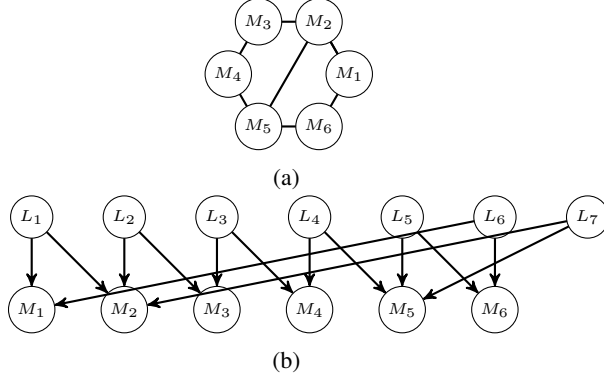 M₃ M₂
M₄ M₁
M₅ M₆
(a)
L₁ L₂ L₃ L₄ L₅ L₆ L₇
M₁ M₂ M₃ M₄ M₅ M₆
(b)